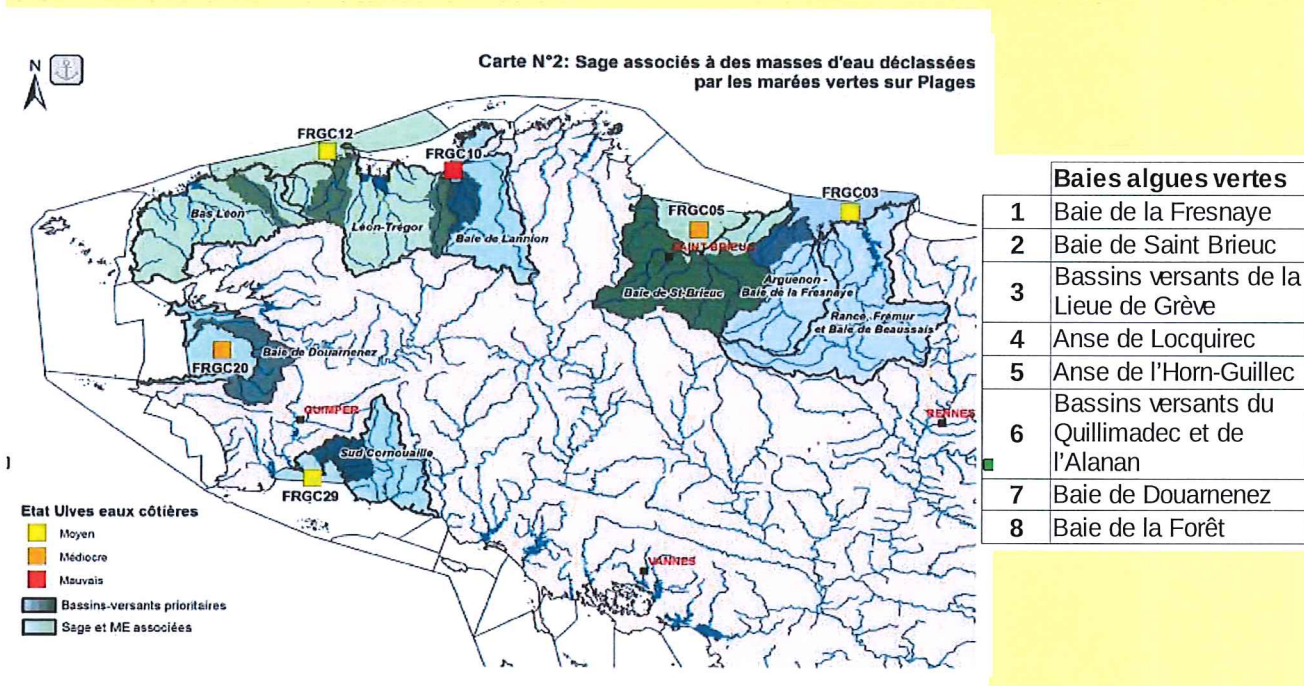 N
Carte N°2: Sage associés à des masses d'eau déclassées
par les marées vertes sur Plages
FRGC12
FRGC10
FRGC03
FRGC05
SAINT BRIEUC
Bas Léon
Léon-Trégor
Baie de Lannion
Baie de St-Brieuc
Arguenon -
Baie de la Fresnaye
Rance, Frémur
et Baie de Beaussais
Baie de Douarnenez
FRGC20
QUIMPER
RENNES
Sud Cornouaille
FRGC29
VANNES
Etat Ulves eaux côtières
Moyen
Médiocre
Mauvais
Bassins-versants prioritaires
Sage et ME associées
Baies algues vertes
1 Baie de la Fresnaye
2 Baie de Saint Brieuc
3 Bassins versants de la
Lieue de Grève
4 Anse de Locquirec
5 Anse de l'Horn-Guillec
6 Bassins versants du
Quillimadec et de
l'Alanan
7 Baie de Douarnenez
8 Baie de la Forêt